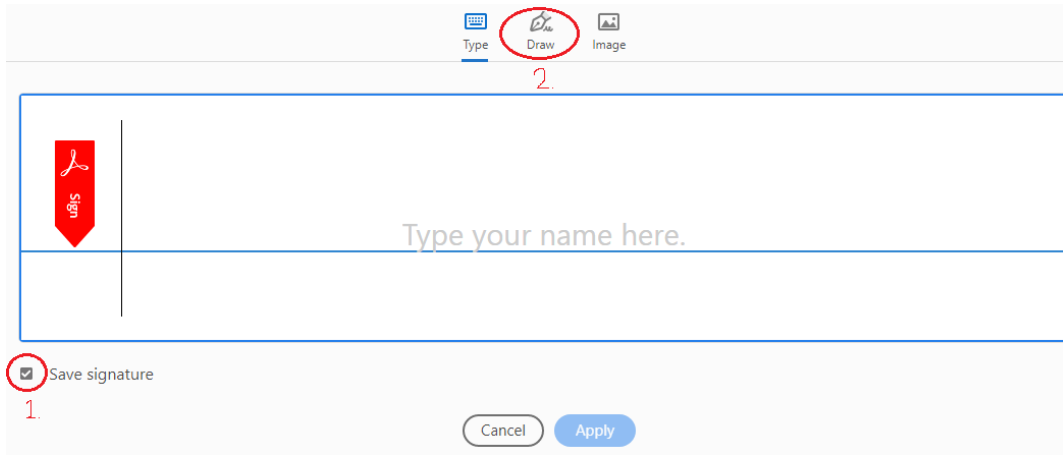 Type Draw Image
2.
Sign
Type your name here.
Save signature
1.
Cancel Apply